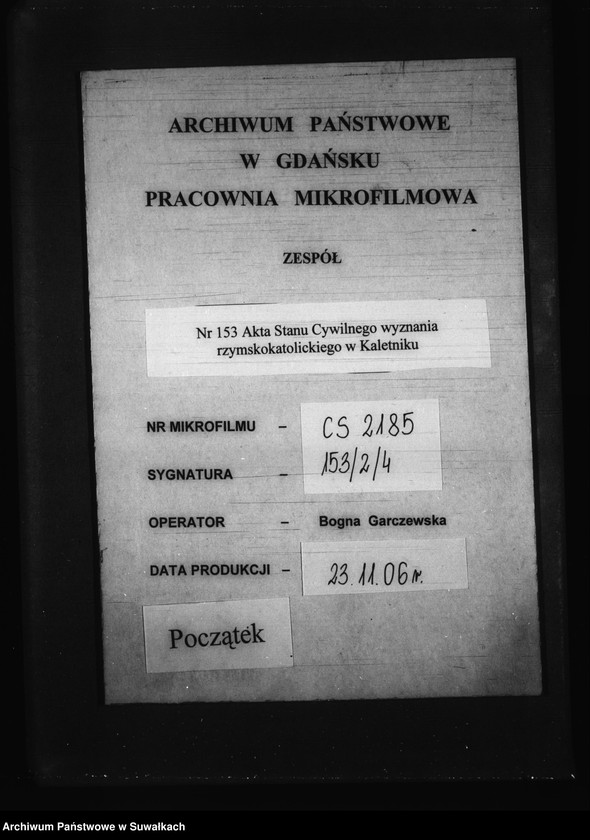 ARCHIWUM PAŃSTWOWE
W GDAŃSKU
PRACOWNIA MIKROFILMOWA
ZESPÓŁ
Nr 153 Akta Stanu Cywilnego wyznania
rzymskokatolickiego w Kaletniku
NR MIKROFILMU – CS 2185
SYGNATURA – 153/2/4
OPERATOR – Bogna Garczewska
DATA PRODUKCJI – 23.11.06 r.
Początek
Archiwum Państwowe w Suwałkach